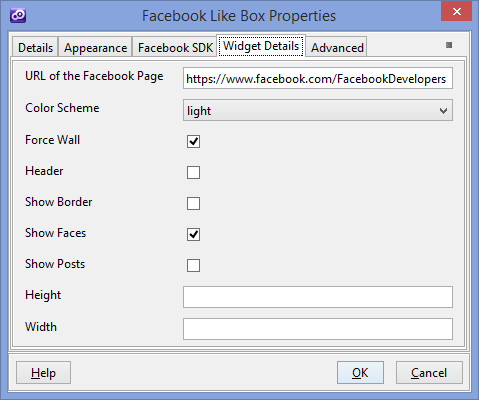 Facebook Like Box Properties
Details Appearance Facebook SDK Widget Details Advanced
URL of the Facebook Page https://www.facebook.com/FacebookDevelopers
Color Scheme light
Force Wall
Header
Show Border
Show Faces
Show Posts
Height
Width
Help OK Cancel